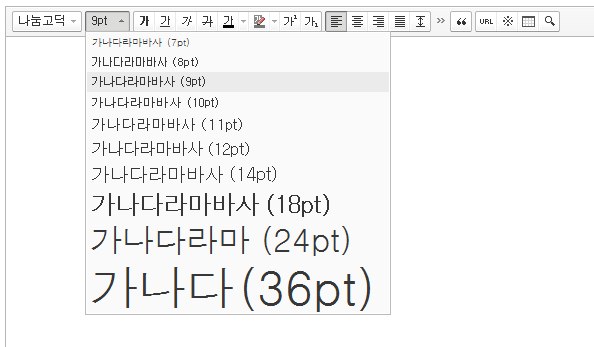 나눔고딕 9pt 가 가 가 가 가 가 가 가² 가₁ URL ※
가나다라마바사 (7pt)
가나다라마바사 (8pt)
가나다라마바사 (9pt)
가나다라마바사 (10pt)
가나다라마바사 (11pt)
가나다라마바사 (12pt)
가나다라마바사 (14pt)
가나다라마바사 (18pt)
가나다라마 (24pt)
가나다 (36pt)